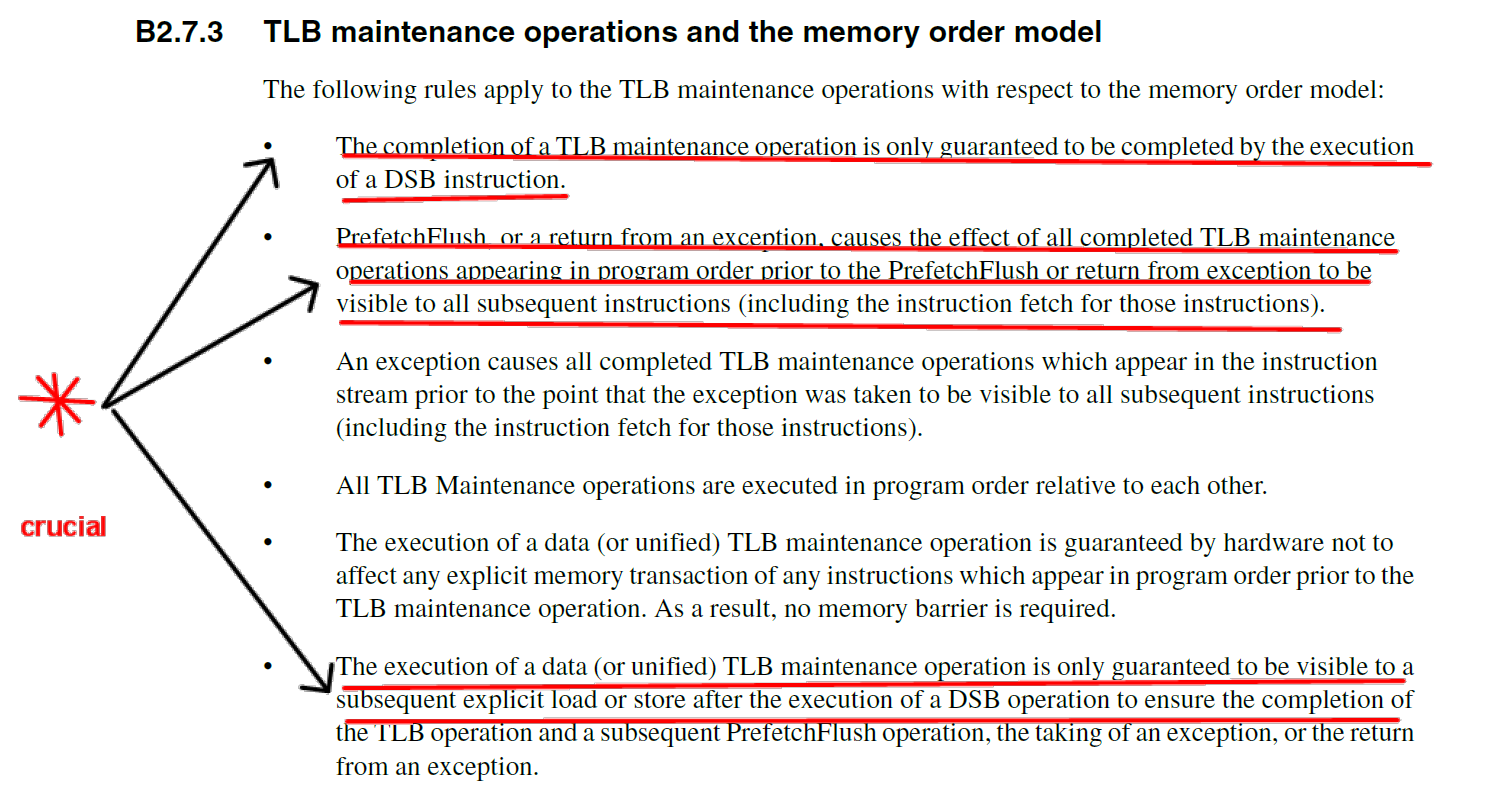 B2.7.3 TLB maintenance operations and the memory order model
The following rules apply to the TLB maintenance operations with respect to the memory order model:
• The completion of a TLB maintenance operation is only guaranteed to be completed by the execution
of a DSB instruction.
• PrefetchFlush, or a return from an exception, causes the effect of all completed TLB maintenance
operations appearing in program order prior to the PrefetchFlush or return from exception to be
visible to all subsequent instructions (including the instruction fetch for those instructions).
• An exception causes all completed TLB maintenance operations which appear in the instruction
stream prior to the point that the exception was taken to be visible to all subsequent instructions
(including the instruction fetch for those instructions).
• All TLB Maintenance operations are executed in program order relative to each other.
crucial
• The execution of a data (or unified) TLB maintenance operation is guaranteed by hardware not to
affect any explicit memory transaction of any instructions which appear in program order prior to the
TLB maintenance operation. As a result, no memory barrier is required.
• The execution of a data (or unified) TLB maintenance operation is only guaranteed to be visible to a
subsequent explicit load or store after the execution of a DSB operation to ensure the completion of
the TLB operation and a subsequent PrefetchFlush operation, the taking of an exception, or the return
from an exception.